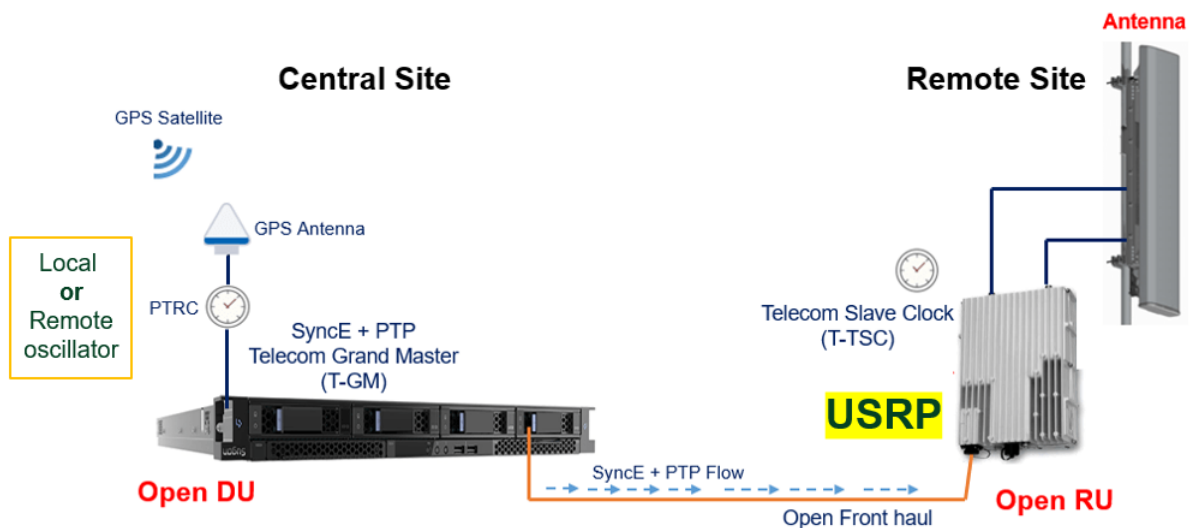 Antenna
Central Site
Remote Site
GPS Satellite
GPS Antenna
Local
or
Remote
oscillator
PTRC
SyncE + PTP
Telecom Grand Master
(T-GM)
Telecom Slave Clock
(T-TSC)
USRP
SyncE + PTP Flow
Open DU
Open RU
Open Front haul